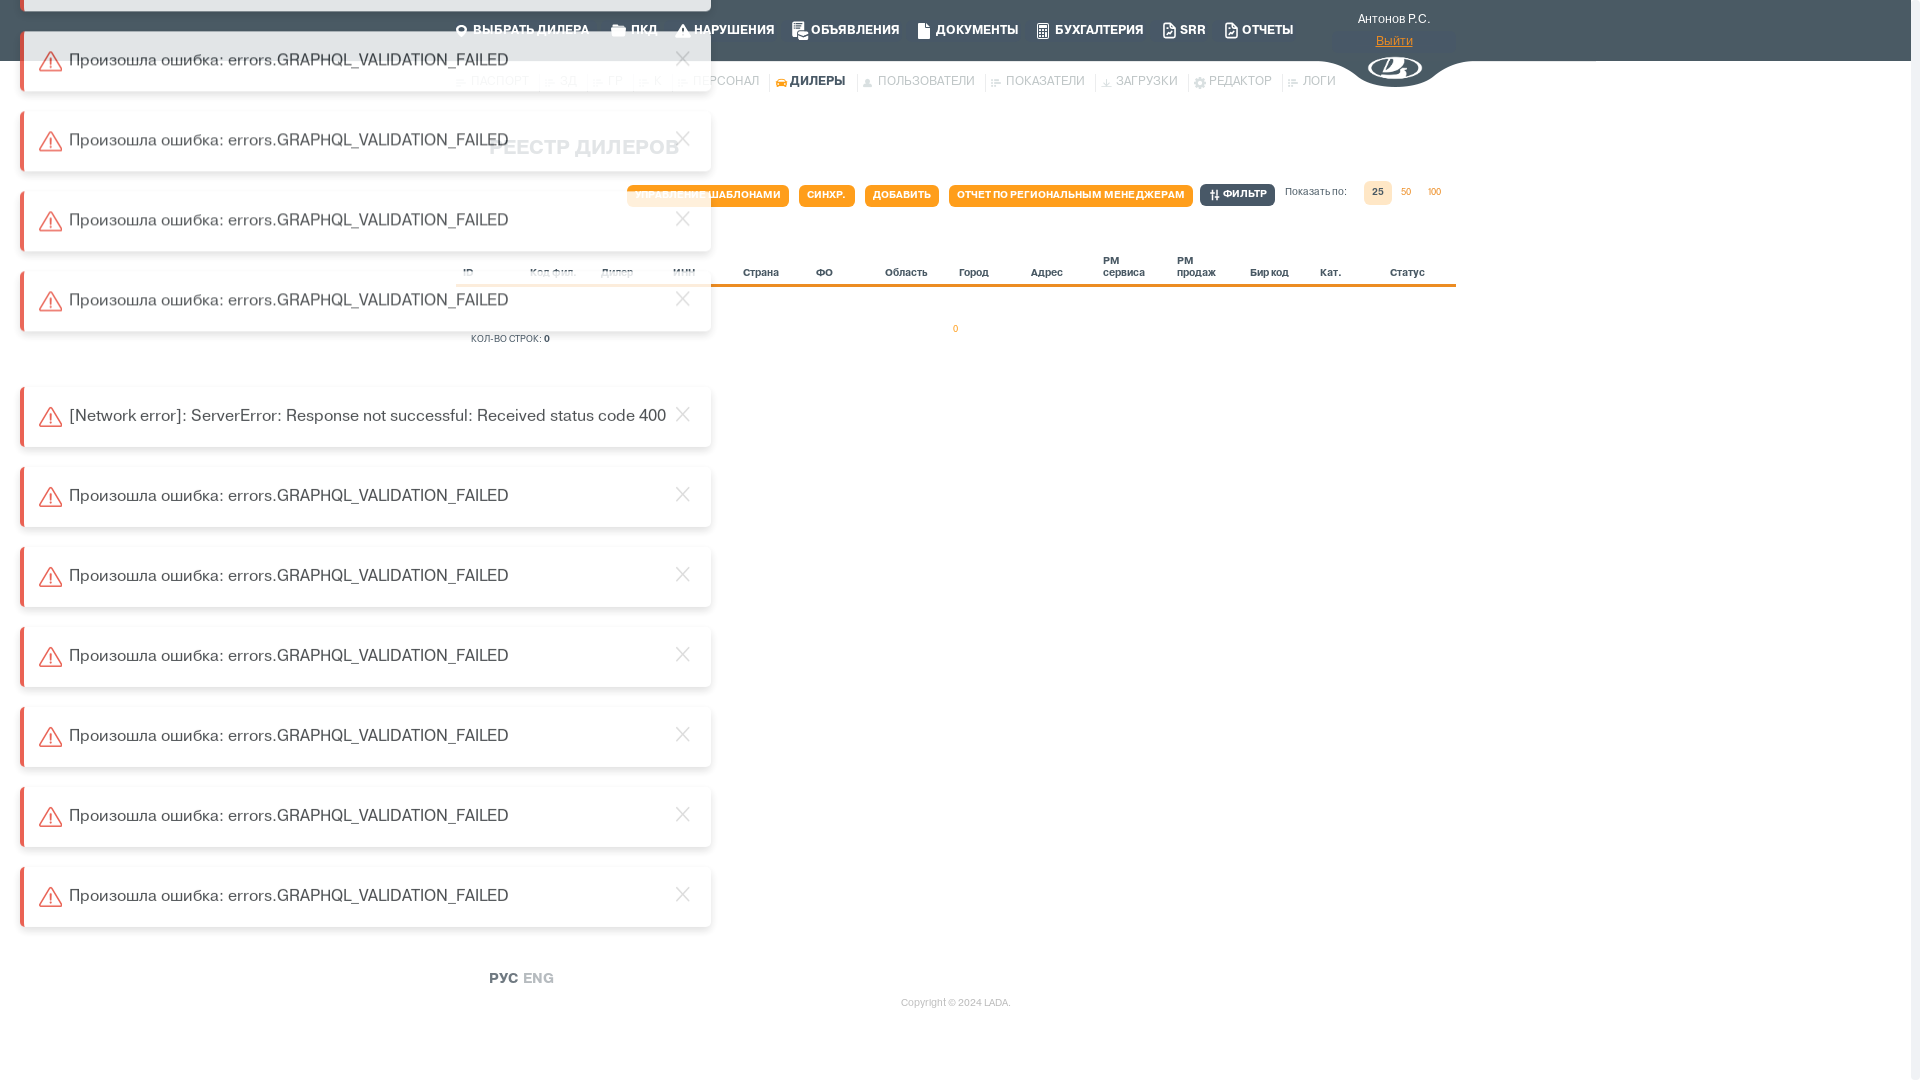 ВЫБРАТЬ ДИЛЕРА ПКД НАРУШЕНИЯ ОБЪЯВЛЕНИЯ ДОКУМЕНТЫ БУХГАЛТЕРИЯ SRR ОТЧЕТЫ
Антонов Р.С.
Выйти
Произошла ошибка: errors.GRAPHQL_VALIDATION_FAILED
ПАСПОРТ ЗД ГР К ПЕРСОНАЛ ДИЛЕРЫ ПОЛЬЗОВАТЕЛИ ПОКАЗАТЕЛИ ЗАГРУЗКИ РЕДАКТОР ЛОГИ
Произошла ошибка: errors.GRAPHQL_VALIDATION_FAILED
РЕЕСТР ДИЛЕРОВ
УПРАВЛЕНИЕ ШАБЛОНАМИ СИНХР. ДОБАВИТЬ ОТЧЕТ ПО РЕГИОНАЛЬНЫМ МЕНЕДЖЕРАМ ФИЛЬТР Показать по: 25 50 100
Произошла ошибка: errors.GRAPHQL_VALIDATION_FAILED
ID Код фил. Дилер ИНН Страна ФО Область Город Адрес РМ сервиса РМ продаж Бир код Кат. Статус
Произошла ошибка: errors.GRAPHQL_VALIDATION_FAILED
0
КОЛ-ВО СТРОК: 0
[Network error]: ServerError: Response not successful: Received status code 400
Произошла ошибка: errors.GRAPHQL_VALIDATION_FAILED
Произошла ошибка: errors.GRAPHQL_VALIDATION_FAILED
Произошла ошибка: errors.GRAPHQL_VALIDATION_FAILED
Произошла ошибка: errors.GRAPHQL_VALIDATION_FAILED
Произошла ошибка: errors.GRAPHQL_VALIDATION_FAILED
Произошла ошибка: errors.GRAPHQL_VALIDATION_FAILED
РУС ENG
Copyright © 2024 LADA.